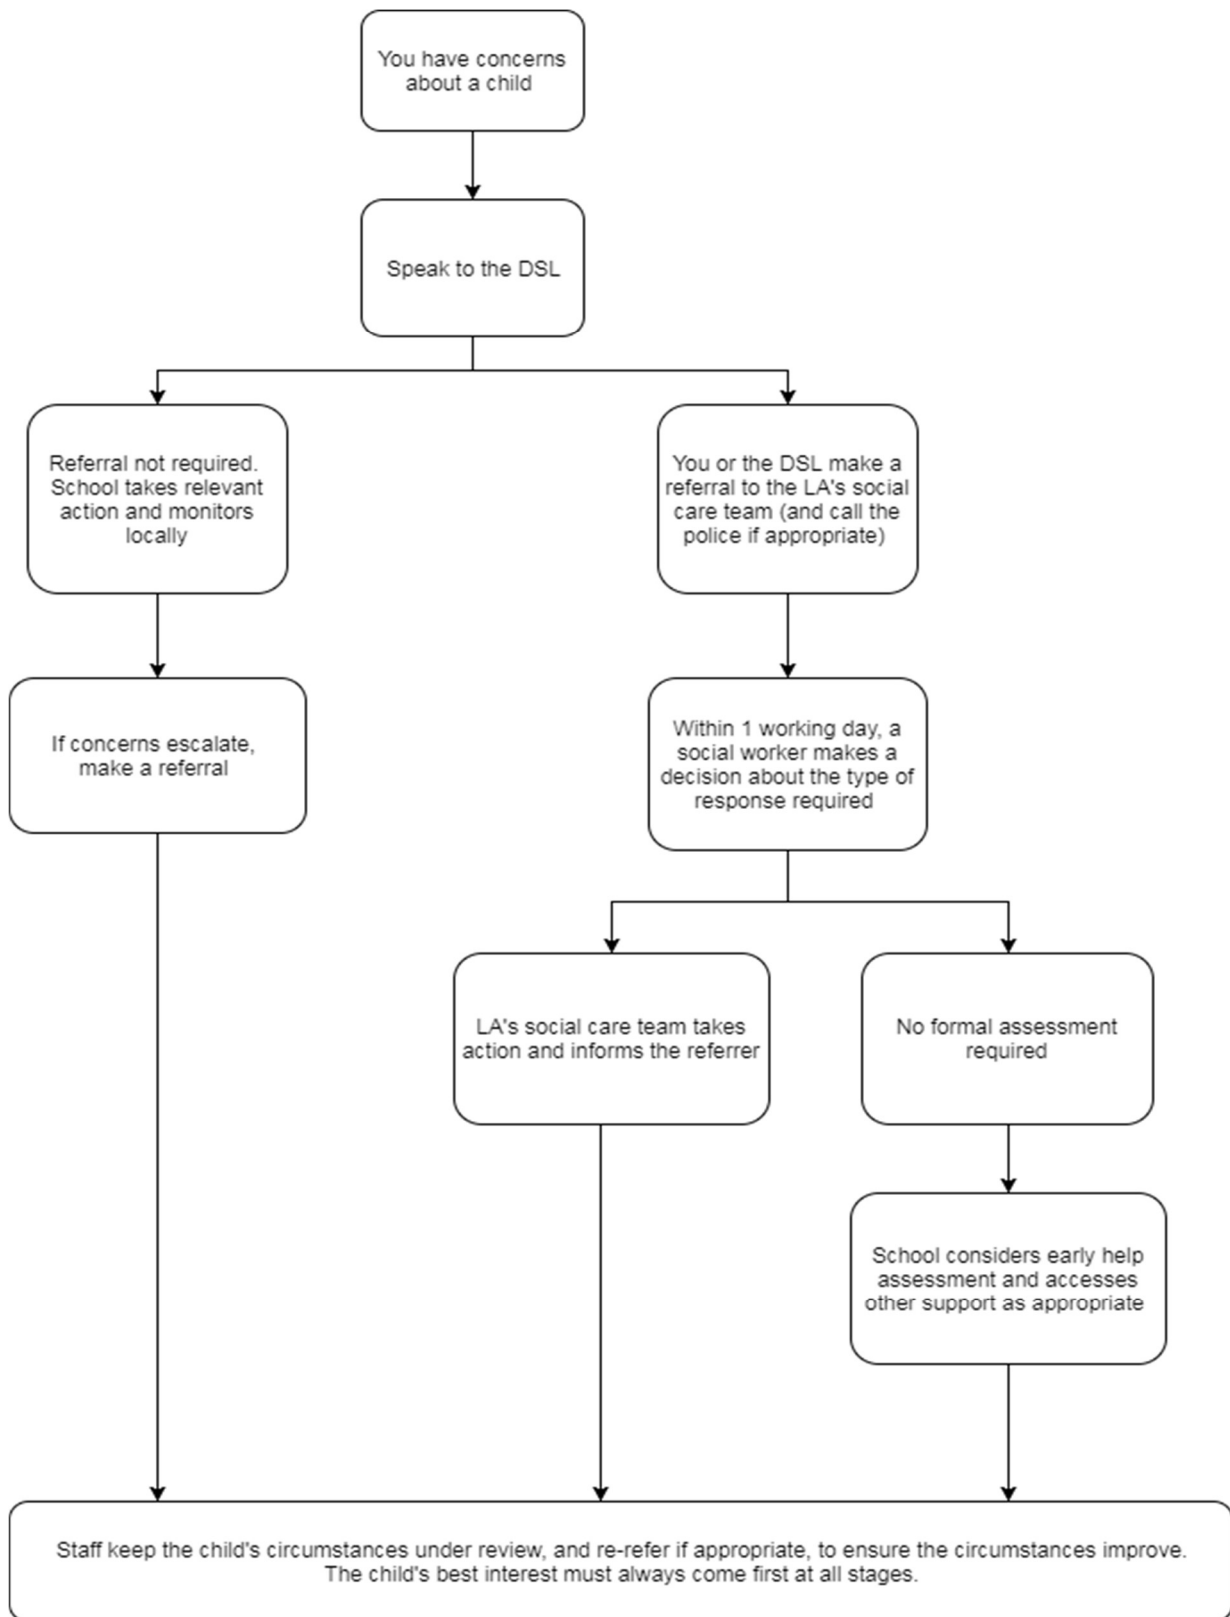 You have concerns
about a child
Speak to the DSL
Referral not required.
School takes relevant
action and monitors
locally
You or the DSL make a
referral to the LA's social
care team (and call the
police if appropriate)
If concerns escalate,
make a referral
Within 1 working day, a
social worker makes a
decision about the type of
response required
LA's social care team takes
action and informs the referrer
No formal assessment
required
School considers early help
assessment and accesses
other support as appropriate
Staff keep the child's circumstances under review, and re-refer if appropriate, to ensure the circumstances improve.
The child's best interest must always come first at all stages.